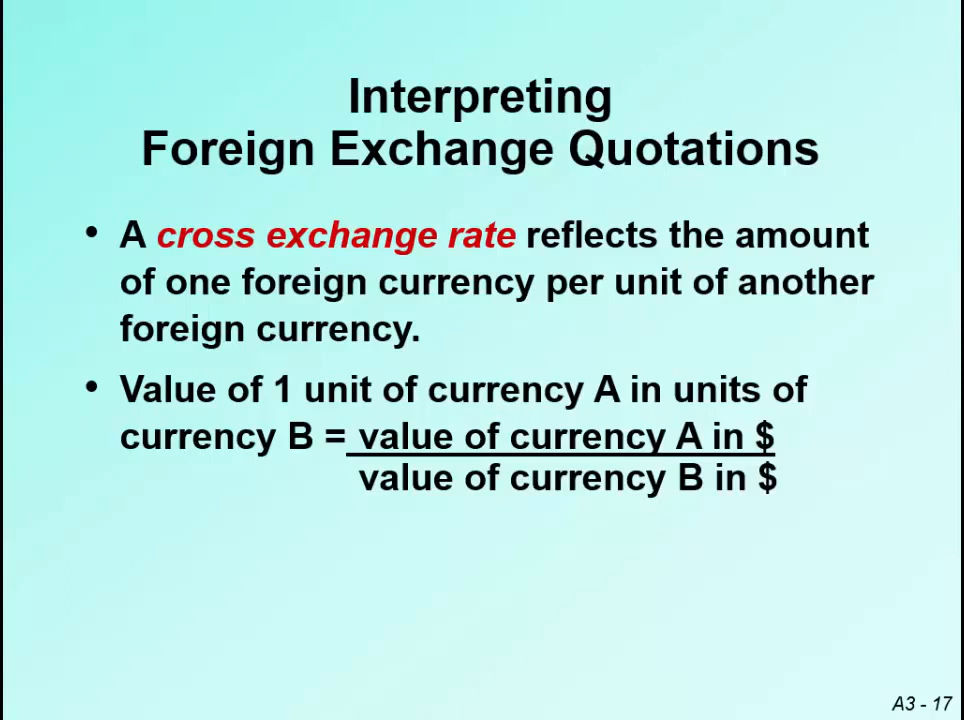 Interpreting
Foreign Exchange Quotations
• A cross exchange rate reflects the amount
of one foreign currency per unit of another
foreign currency.
• Value of 1 unit of currency A in units of
currency B = value of currency A in $
value of currency B in $
A3 - 17